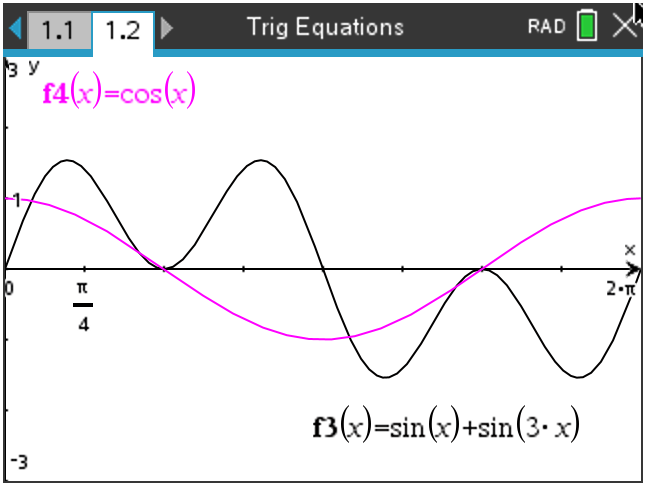 1.1 1.2 Trig Equations RAD
3 y
f4(x)=cos(x)
1
x
0 π/4 2·π
f3(x)=sin(x)+sin(3· x)
-3